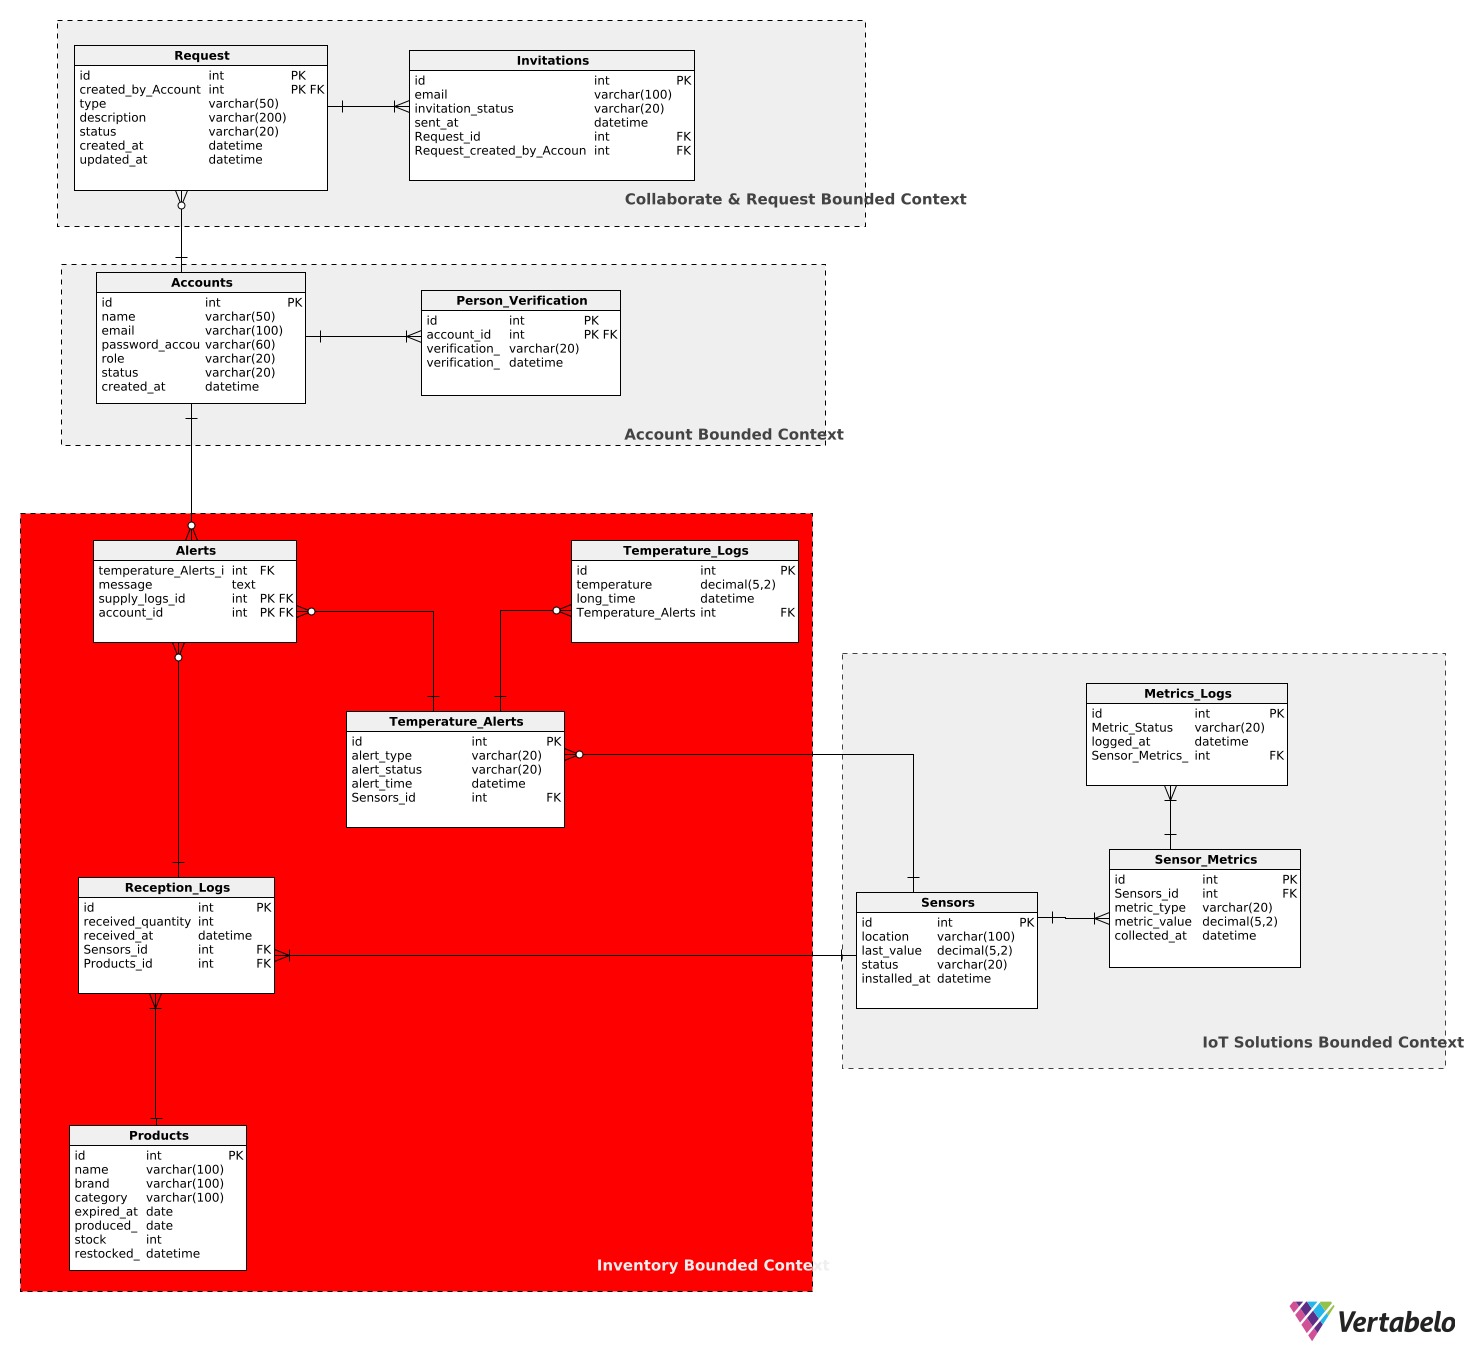 Request
id int PK
created_by_Account int PK FK
type varchar(50)
description varchar(200)
status varchar(20)
created_at datetime
updated_at datetime
Invitations
id int PK
email varchar(100)
invitation_status varchar(20)
sent_at datetime
Request_id int FK
Request_created_by_Accoun int FK
Collaborate & Request Bounded Context
Accounts
id int PK
name varchar(50)
email varchar(100)
password_accou varchar(60)
role varchar(20)
status varchar(20)
created_at datetime
Person_Verification
id int PK
account_id int PK FK
verification_ varchar(20)
verification_ datetime
Account Bounded Context
Alerts
temperature_Alerts_i int FK
message text
supply_logs_id int PK FK
account_id int PK FK
Temperature_Logs
id int PK
temperature decimal(5,2)
long_time datetime
Temperature_Alerts int FK
Temperature_Alerts
id int PK
alert_type varchar(20)
alert_status varchar(20)
alert_time datetime
Sensors_id int FK
Metrics_Logs
id int PK
Metric_Status varchar(20)
logged_at datetime
Sensor_Metrics_ int FK
Sensor_Metrics
id int PK
Sensors_id int FK
metric_type varchar(20)
metric_value decimal(5,2)
collected_at datetime
Reception_Logs
id int PK
received_quantity int
received_at datetime
Sensors_id int FK
Products_id int FK
Sensors
id int PK
location varchar(100)
last_value decimal(5,2)
status varchar(20)
installed_at datetime
IoT Solutions Bounded Context
Products
id int PK
name varchar(100)
brand varchar(100)
category varchar(100)
expired_at date
produced_ date
stock int
restocked_ datetime
Inventory Bounded Context
Vertabelo